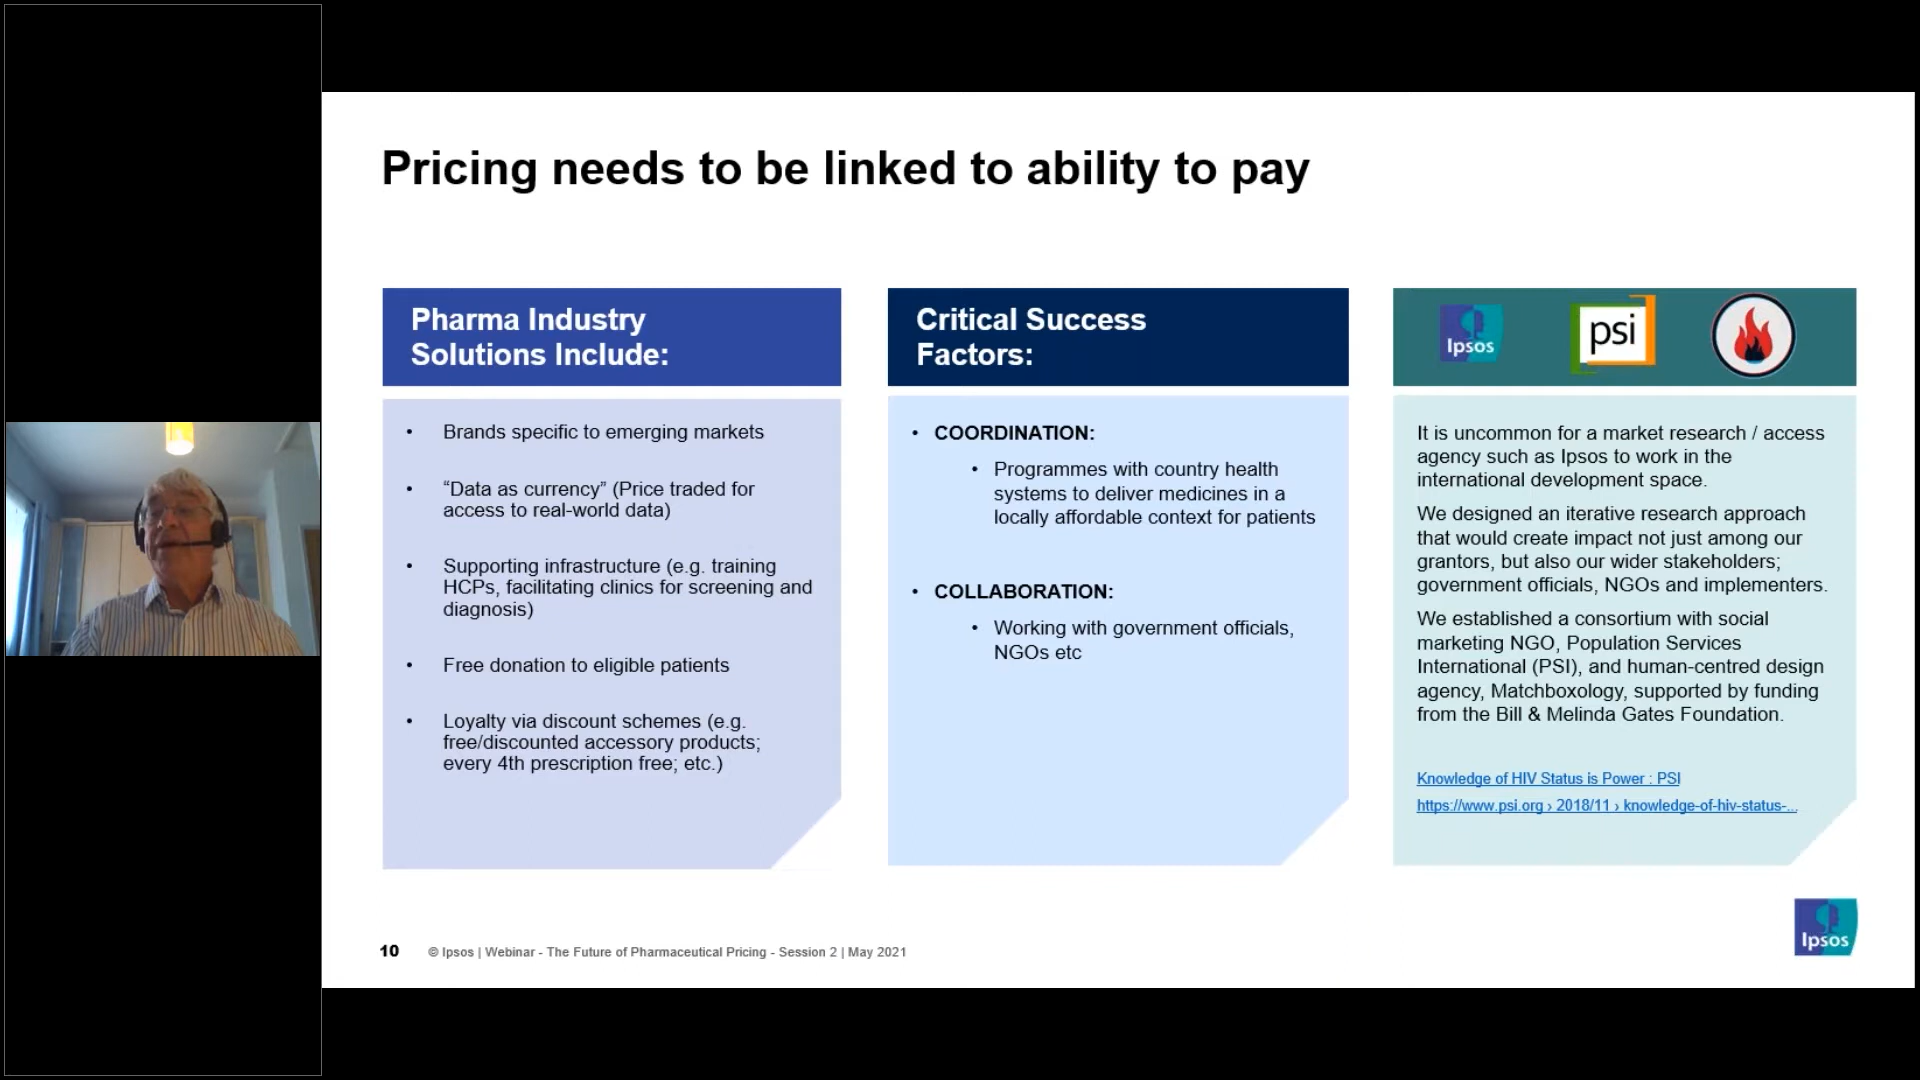 Pricing needs to be linked to ability to pay
Pharma Industry
Solutions Include:
• Brands specific to emerging markets
• “Data as currency” (Price traded for
access to real-world data)
• Supporting infrastructure (e.g. training
HCPs, facilitating clinics for screening and
diagnosis)
• Free donation to eligible patients
• Loyalty via discount schemes (e.g.
free/discounted accessory products;
every 4th prescription free; etc.)
Critical Success
Factors:
• COORDINATION:
• Programmes with country health
systems to deliver medicines in a
locally affordable context for patients
• COLLABORATION:
• Working with government officials,
NGOs etc
Ipsos
psi
It is uncommon for a market research / access
agency such as Ipsos to work in the
international development space.
We designed an iterative research approach
that would create impact not just among our
grantors, but also our wider stakeholders;
government officials, NGOs and implementers.
We established a consortium with social
marketing NGO, Population Services
International (PSI), and human-centred design
agency, Matchboxology, supported by funding
from the Bill & Melinda Gates Foundation.
Knowledge of HIV Status is Power : PSI
https://www.psi.org › 2018/11 › knowledge-of-hiv-status-...
10 © Ipsos | Webinar - The Future of Pharmaceutical Pricing - Session 2 | May 2021
Ipsos